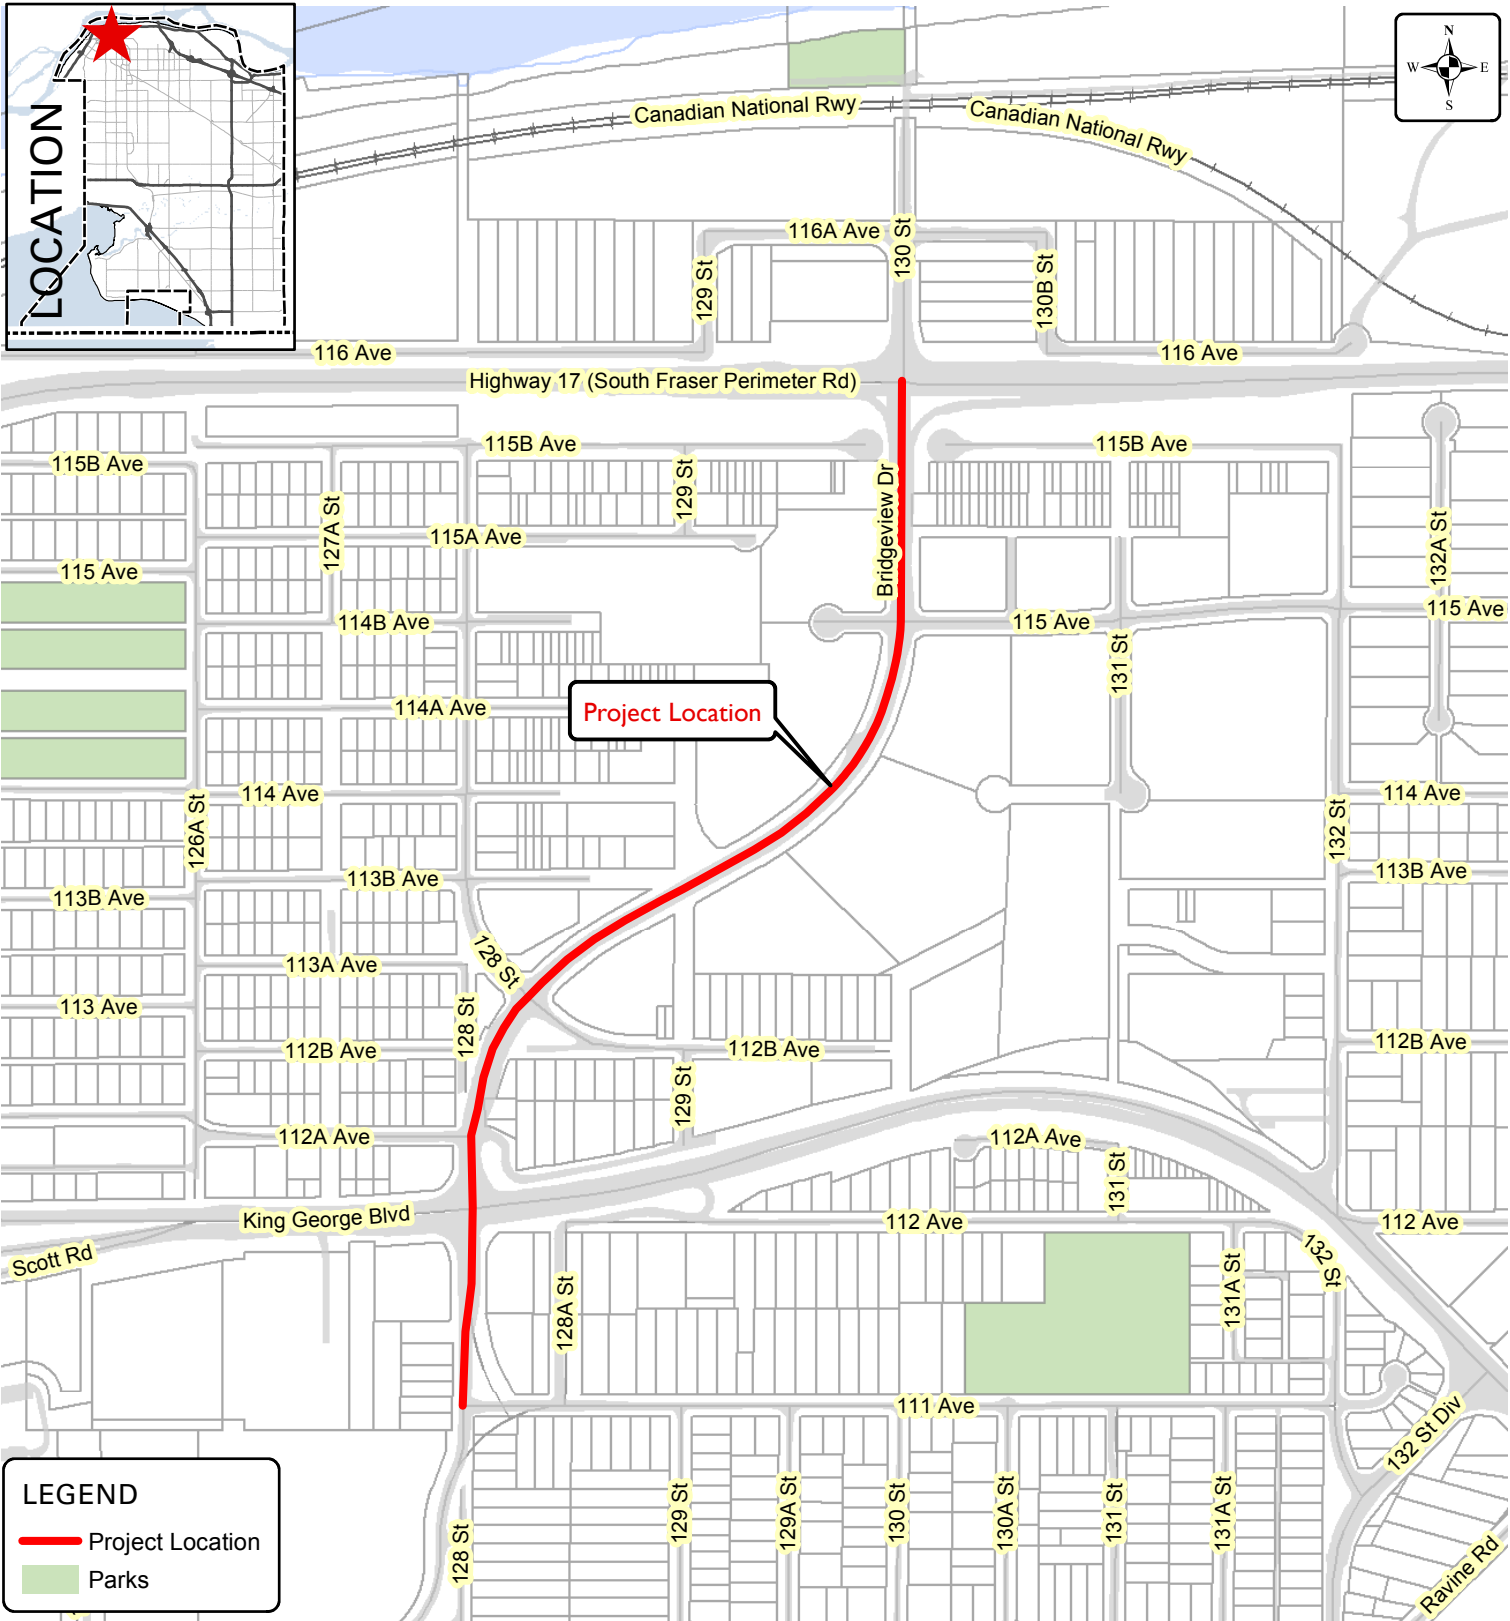 LOCATION
N
W
E
S
Canadian National Rwy
Canadian National Rwy
116A Ave
130 St
129 St
130B St
116 Ave
116 Ave
Highway 17 (South Fraser Perimeter Rd)
115B Ave
115B Ave
115B Ave
129 St
Bridgeview Dr
127A St
115A Ave
132A St
115 Ave
115 Ave
115 Ave
114B Ave
131 St
114A Ave
Project Location
114 Ave
114 Ave
126A St
132 St
113B Ave
113B Ave
113B Ave
128 St
113A Ave
113 Ave
128 St
112B Ave
112B Ave
112B Ave
129 St
112A Ave
112A Ave
131 St
King George Blvd
112 Ave
112 Ave
Scott Rd
132 St
128A St
131A St
111 Ave
132 St Div
LEGEND
Project Location
Parks
128 St
129 St
129A St
130 St
130A St
131 St
131A St
Ravine Rd